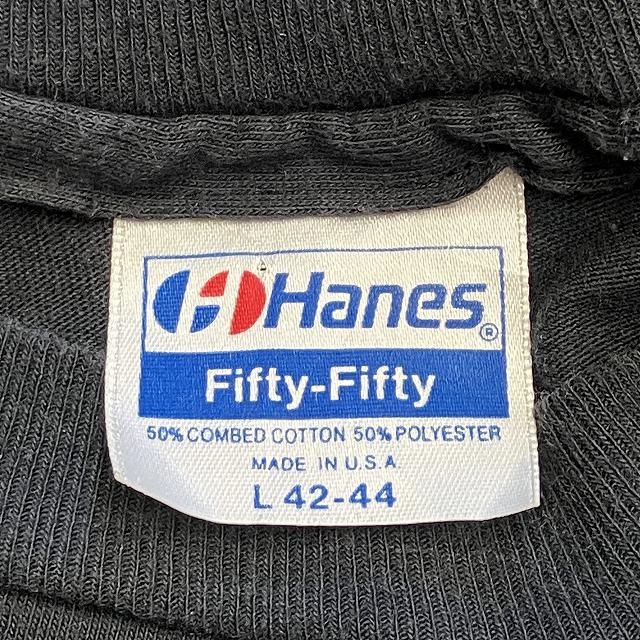 Hanes®
Fifty-Fifty
50% COMBED COTTON 50% POLYESTER
MADE IN U.S.A.
L 42-44